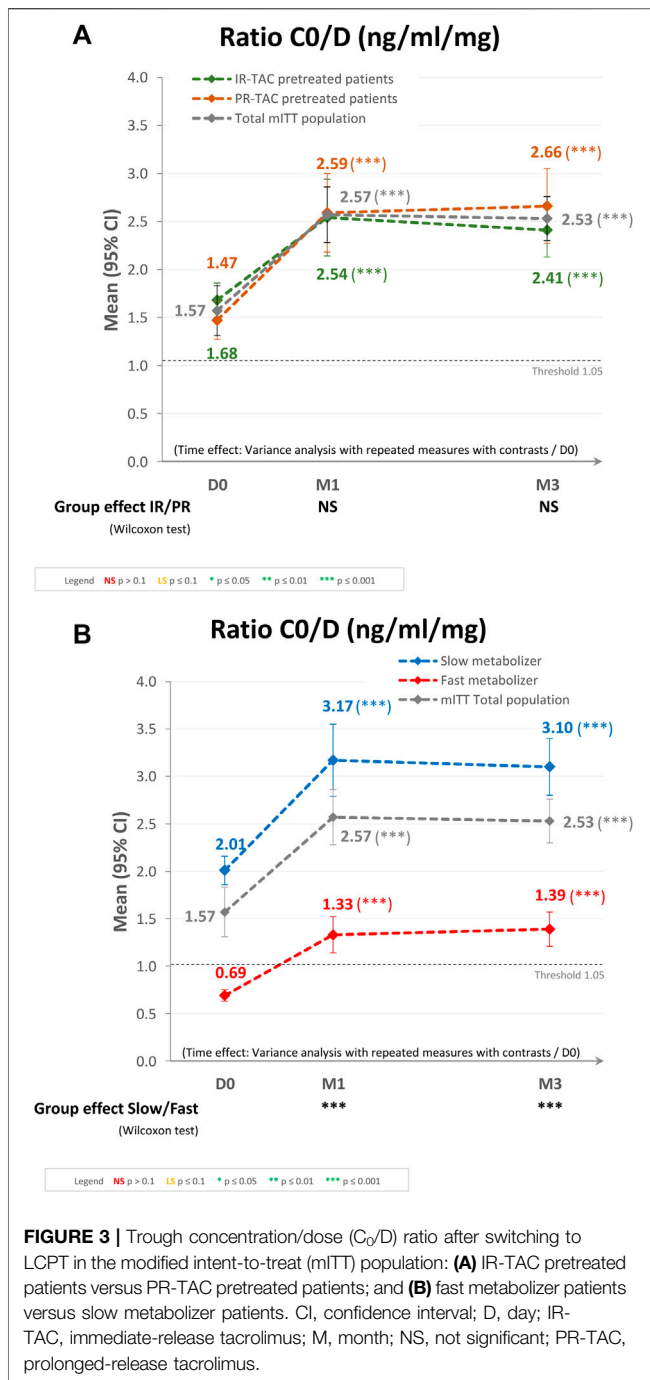 A
Ratio C0/D (ng/ml/mg)
IR-TAC pretreated patients
PR-TAC pretreated patients
Total mITT population
Mean (95% CI)
4.0
3.5
3.0
2.5
2.0
1.5
1.0
0.5
0.0
1.47
1.57
1.68
2.59 (***)
2.57 (***)
2.54 (***)
2.66 (***)
2.53 (***)
2.41 (***)
Threshold 1.05
(Time effect: Variance analysis with repeated measures with contrasts / D0)
D0 M1 M3
Group effect IR/PR NS NS
(Wilcoxon test)
Legend NS p > 0.1 LS p ≤ 0.1 * p ≤ 0.05 ** p ≤ 0.01 *** p ≤ 0.001
B
Ratio C0/D (ng/ml/mg)
Slow metabolizer
Fast metabolizer
mITT Total population
Mean (95% CI)
4.0
3.5
3.0
2.5
2.0
1.5
1.0
0.5
0.0
2.01
1.57
0.69
3.17 (***)
2.57 (***)
1.33 (***)
3.10 (***)
2.53 (***)
1.39 (***)
Threshold 1.05
(Time effect: Variance analysis with repeated measures with contrasts / D0)
D0 M1 M3
Group effect Slow/Fast *** ***
(Wilcoxon test)
Legend NS p > 0.1 LS p ≤ 0.1 * p ≤ 0.05 ** p ≤ 0.01 *** p ≤ 0.001
FIGURE 3 | Trough concentration/dose (C₀/D) ratio after switching to
LCPT in the modified intent-to-treat (mITT) population: (A) IR-TAC pretreated
patients versus PR-TAC pretreated patients; and (B) fast metabolizer patients
versus slow metabolizer patients. CI, confidence interval; D, day; IR-
TAC, immediate-release tacrolimus; M, month; NS, not significant; PR-TAC,
prolonged-release tacrolimus.